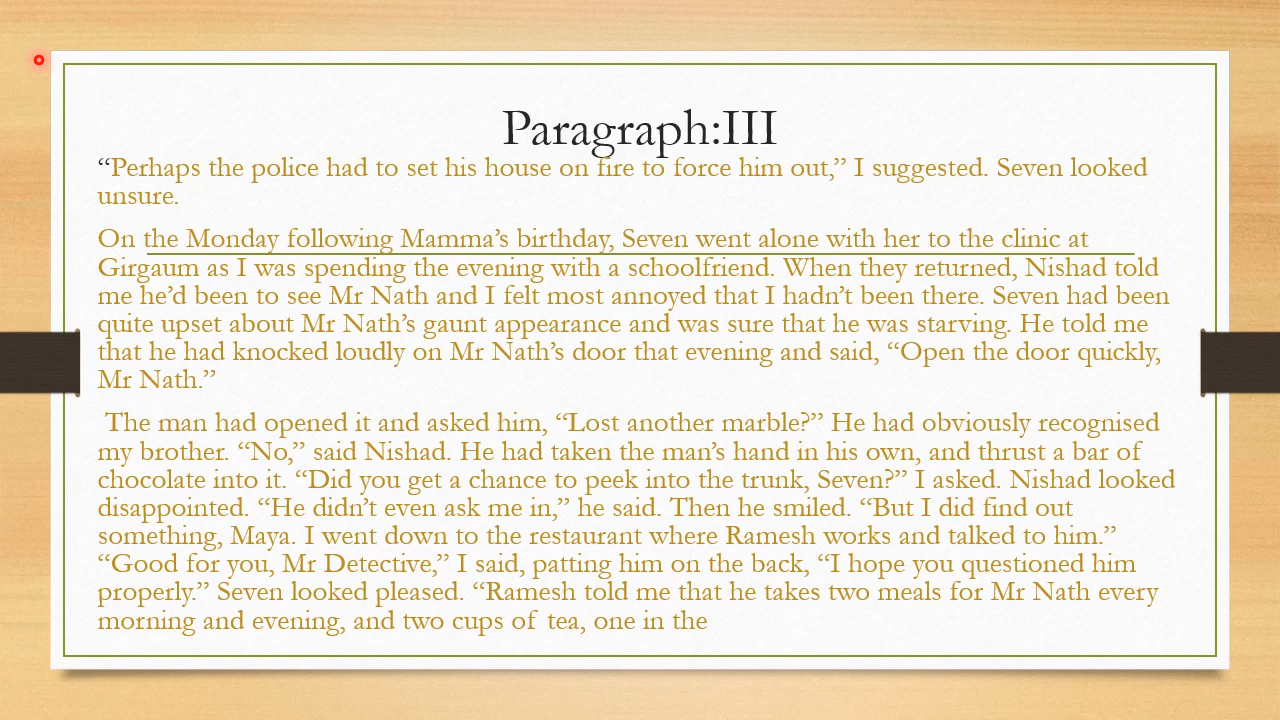 Paragraph:III
“Perhaps the police had to set his house on fire to force him out,” I suggested. Seven looked
unsure.
On the Monday following Mamma’s birthday, Seven went alone with her to the clinic at
Girgaum as I was spending the evening with a schoolfriend. When they returned, Nishad told
me he’d been to see Mr Nath and I felt most annoyed that I hadn’t been there. Seven had been
quite upset about Mr Nath’s gaunt appearance and was sure that he was starving. He told me
that he had knocked loudly on Mr Nath’s door that evening and said, “Open the door quickly,
Mr Nath.”
The man had opened it and asked him, “Lost another marble?” He had obviously recognised
my brother. “No,” said Nishad. He had taken the man’s hand in his own, and thrust a bar of
chocolate into it. “Did you get a chance to peek into the trunk, Seven?” I asked. Nishad looked
disappointed. “He didn’t even ask me in,” he said. Then he smiled. “But I did find out
something, Maya. I went down to the restaurant where Ramesh works and talked to him.”
“Good for you, Mr Detective,” I said, patting him on the back, “I hope you questioned him
properly.” Seven looked pleased. “Ramesh told me that he takes two meals for Mr Nath every
morning and evening, and two cups of tea, one in the